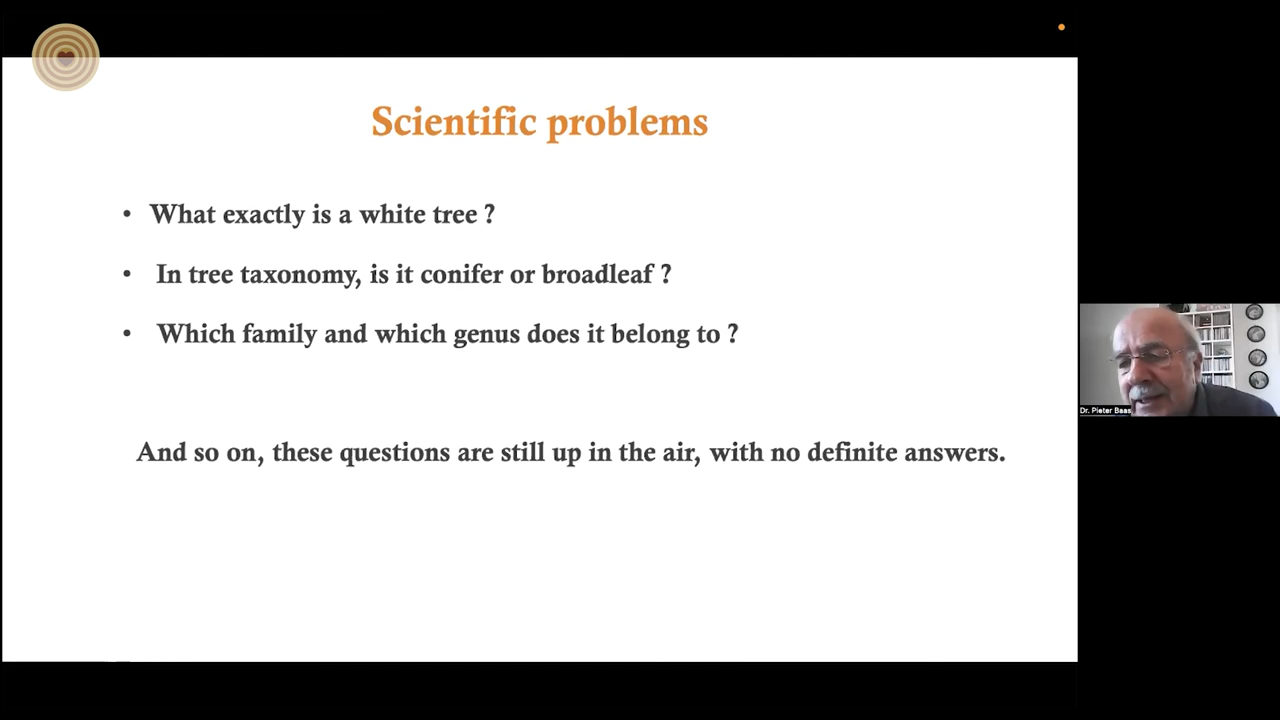 Scientific problems
• What exactly is a white tree ?
• In tree taxonomy, is it conifer or broadleaf ?
• Which family and which genus does it belong to ?
And so on, these questions are still up in the air, with no definite answers.
Dr. Pieter Baas